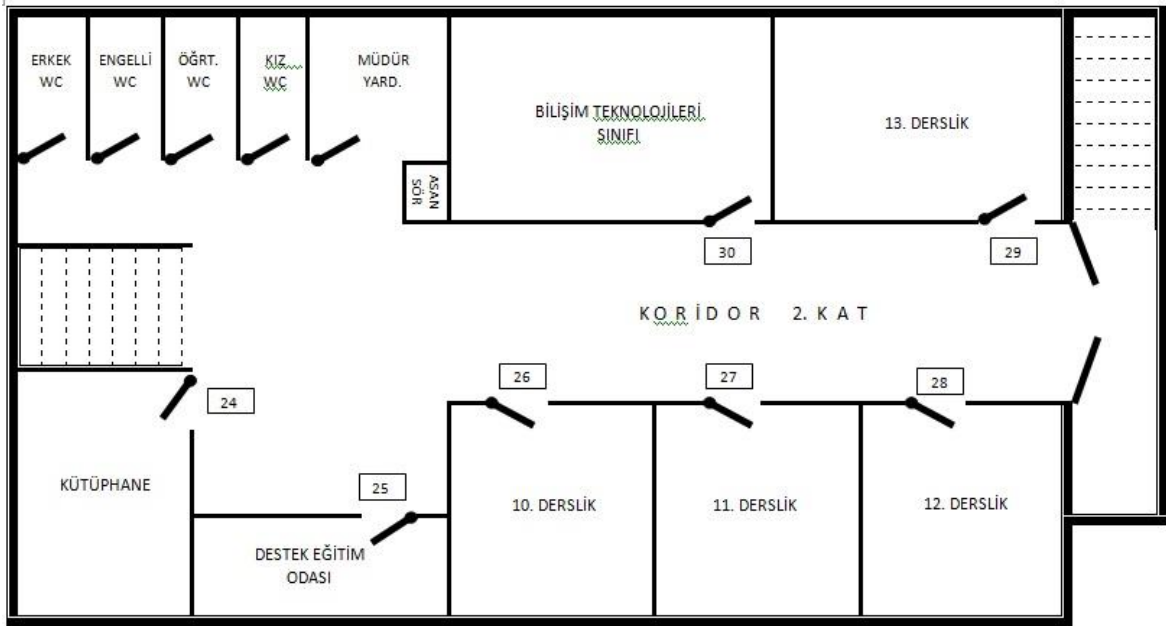 ERKEK
WC
ENGELLİ
WC
ÖĞRT.
WC
KIZ
WC
MÜDÜR
YARD.
ASAN
SÖR
BİLİŞİM TEKNOLOJİLERİ
SINIFI
13. DERSLİK
30
29
KORİDOR 2. KAT
24
26
27
28
KÜTÜPHANE
25
DESTEK EĞİTİM
ODASI
10. DERSLİK
11. DERSLİK
12. DERSLİK